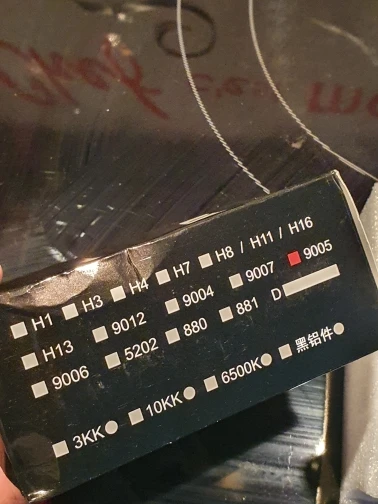 H1 H3 H4 H7 H8 / H11 / H16
H13 9012 9004 9007 9005
9006 5202 880 881 D
3KK 10KK 6500K 黑铝件